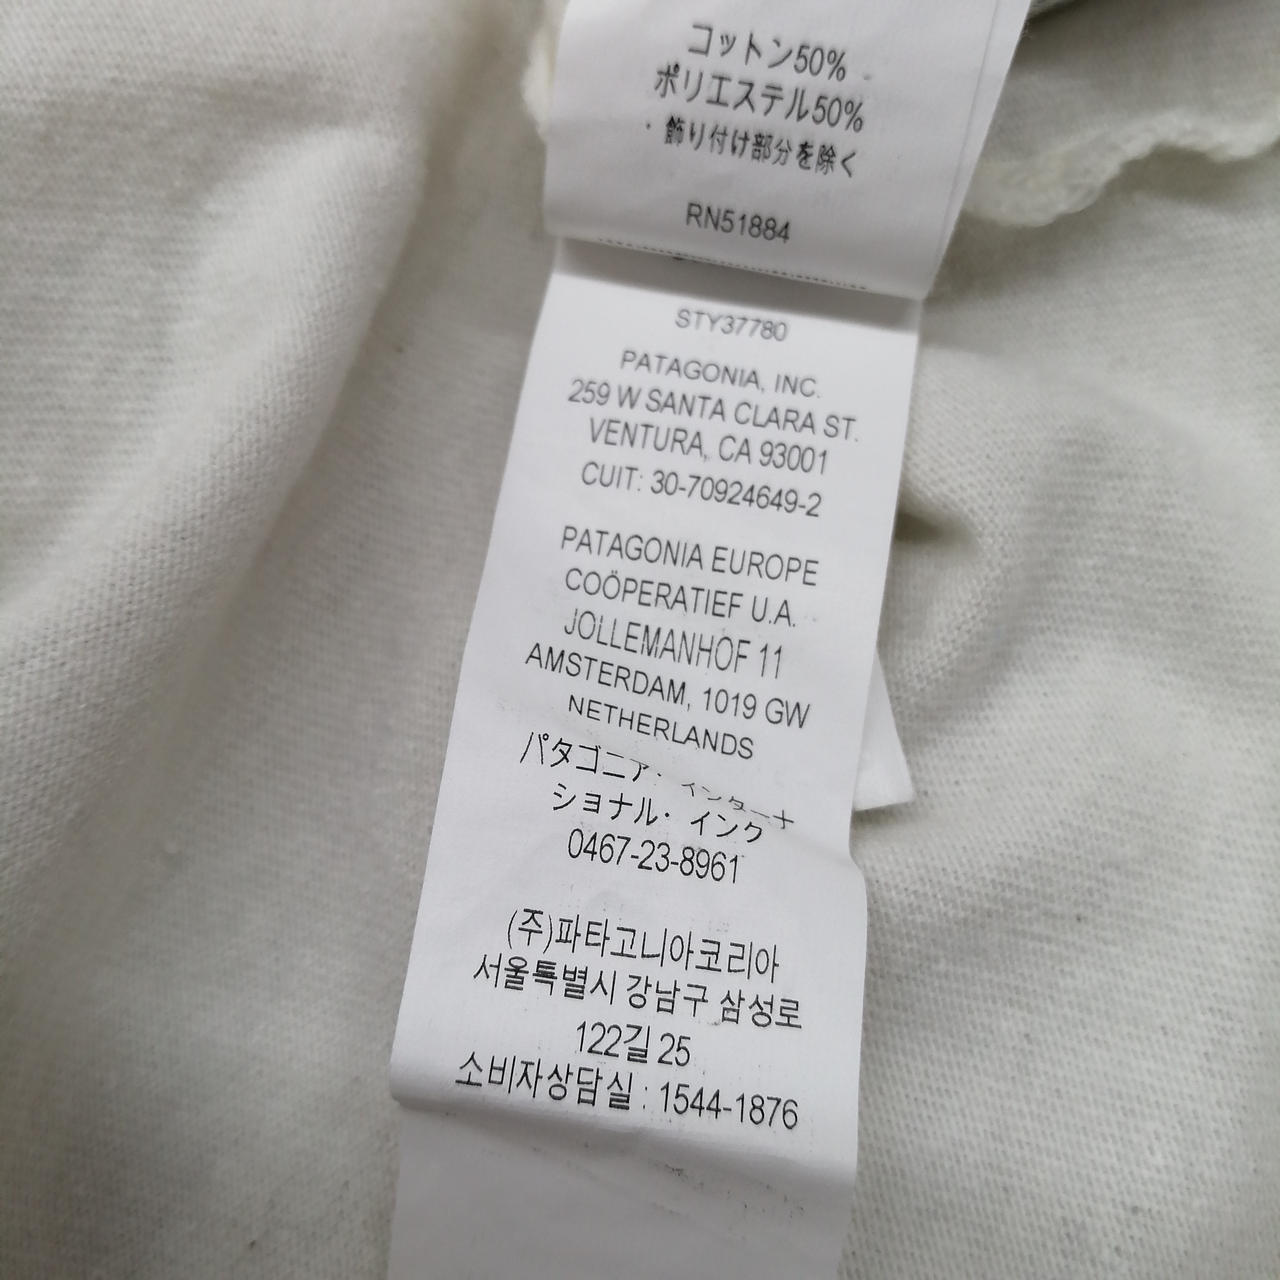 コットン50%
ポリエステル50%
・飾り付け部分を除く
RN51884
STY37780
PATAGONIA, INC.
259 W SANTA CLARA ST.
VENTURA, CA 93001
CUIT: 30-70924649-2
PATAGONIA EUROPE
COÖPERATIEF U.A.
JOLLEMANHOF 11
AMSTERDAM, 1019 GW
NETHERLANDS
パタゴニア・インターナ
ショナル・インク
0467-23-8961
(주)파타고니아코리아
서울특별시 강남구 삼성로
122길 25
소비자상담실 : 1544-1876